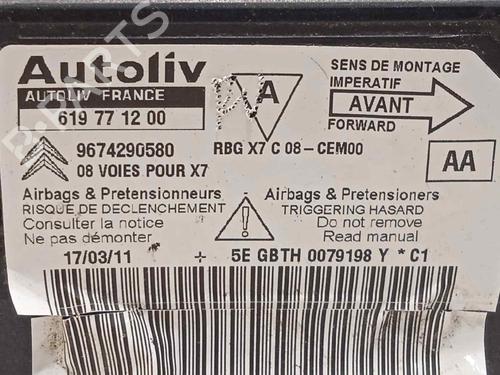 Autoliv
AUTOLIV FRANCE
619 77 12 00
A
SENS DE MONTAGE
IMPERATIF
AVANT
FORWARD
9674290580
08 VOIES POUR X7
RBG X7 C 08-CEM00
AA
Airbags & Pretensionneurs
RISQUE DE DECLENCHEMENT
Consulter la notice
Ne pas démonter
Airbags & Pretensioners
TRIGGERING HASARD
Do not remove
Read manual
17/03/11 + 5E GBTH 0079198 Y * C1